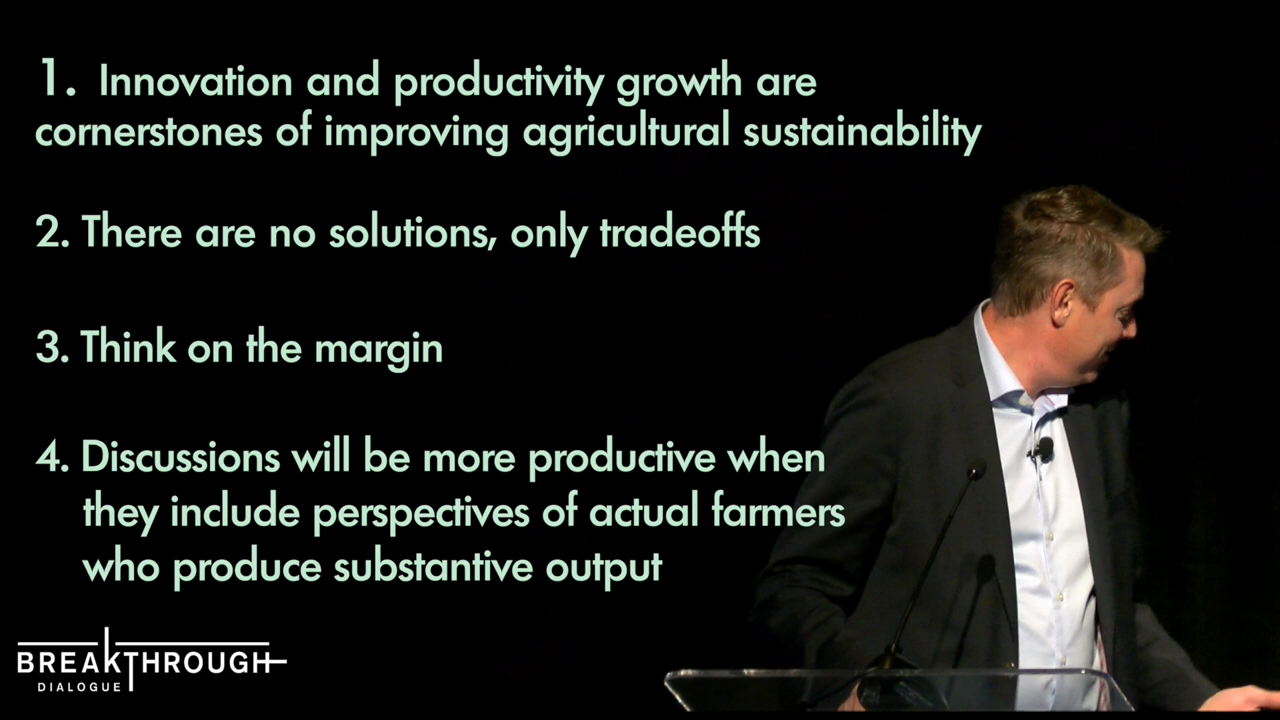 1. Innovation and productivity growth are
cornerstones of improving agricultural sustainability
2. There are no solutions, only tradeoffs
3. Think on the margin
4. Discussions will be more productive when
they include perspectives of actual farmers
who produce substantive output
BREAKTHROUGH
DIALOGUE